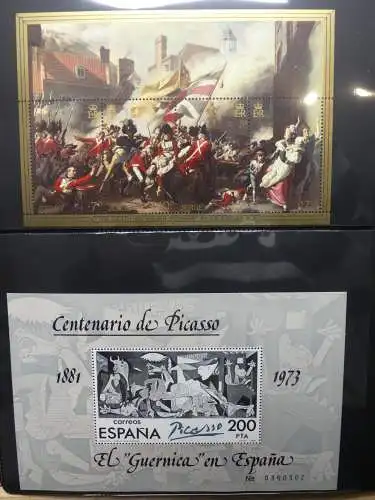 Centenario de Picasso
1881
1973
correos
ESPAÑA
Picasso
200
PTA
El "Guernica" en España